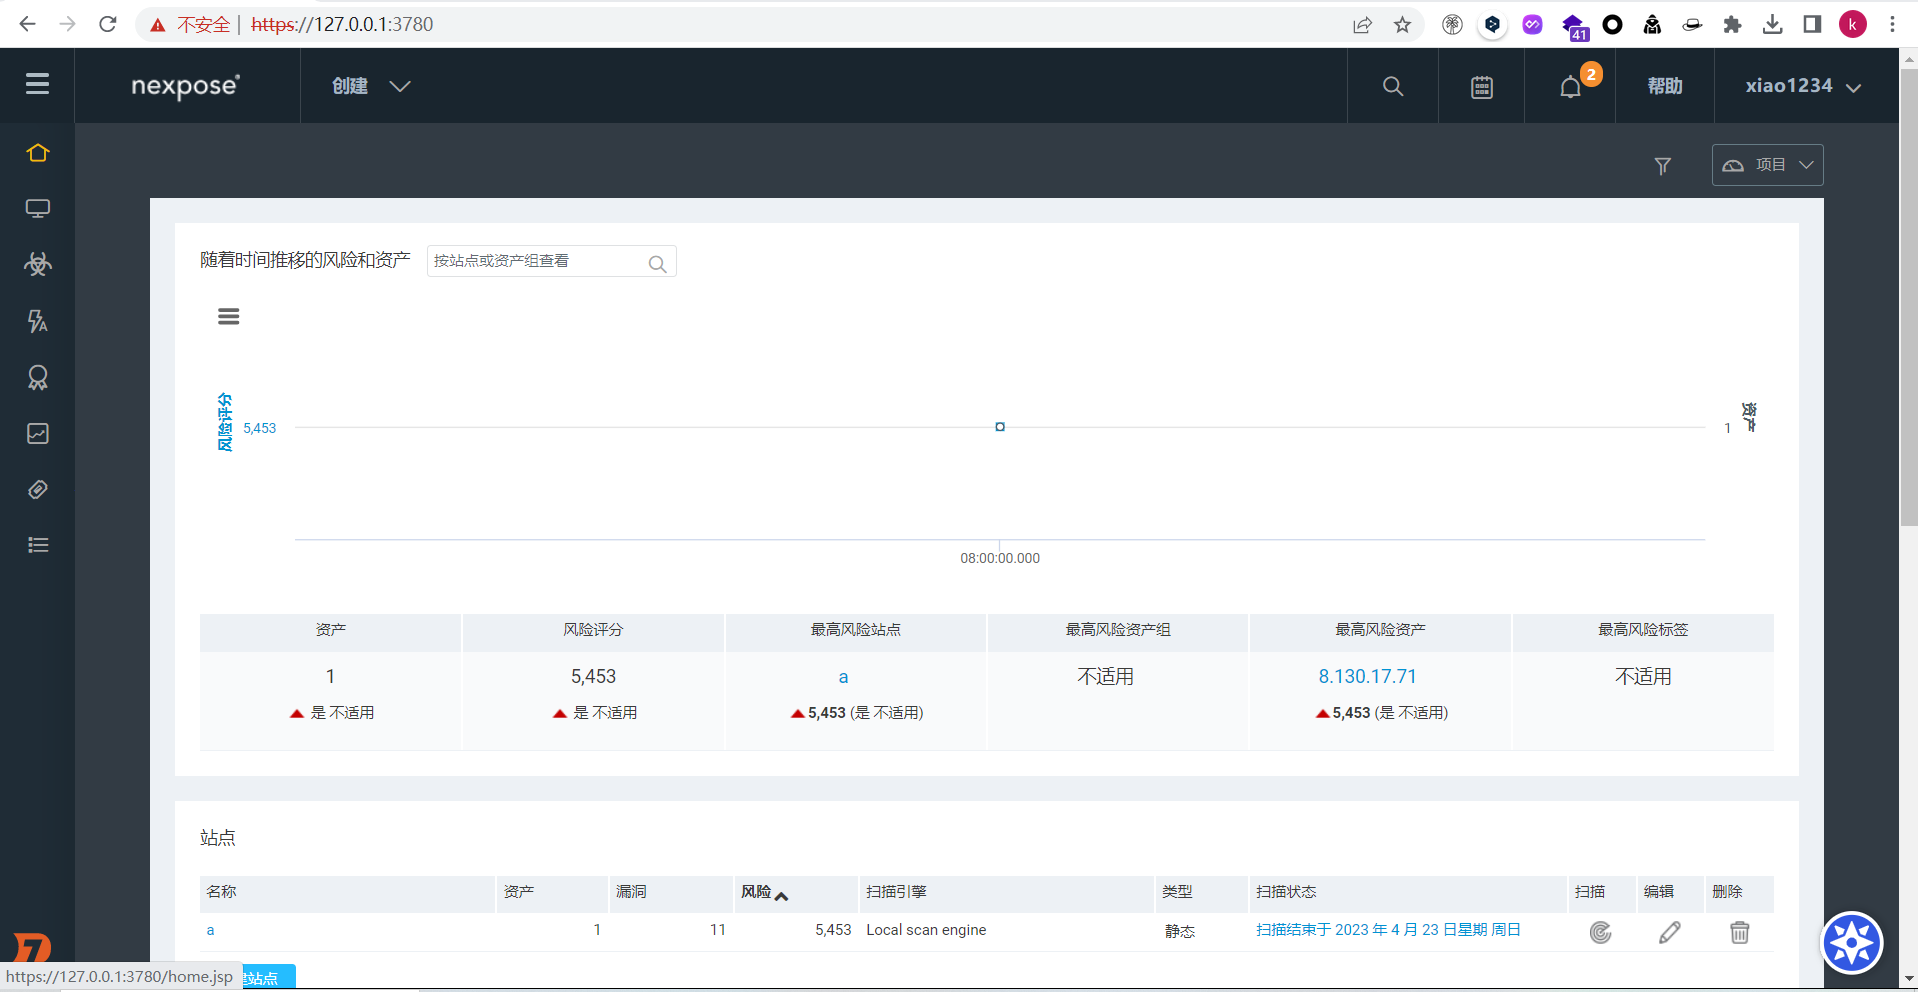 不安全 | https://127.0.0.1:3780
41
k
nexpose
创建
2
帮助
xiao1234
项目
随着时间推移的风险和资产
按站点或资产组查看
风险评分
5,453
1
资产
08:00:00.000
资产 风险评分 最高风险站点 最高风险资产组 最高风险资产 最高风险标签
1 5,453 a 不适用 8.130.17.71 不适用
是 不适用 是 不适用 5,453 (是 不适用) 5,453 (是 不适用)
站点
名称 资产 漏洞 风险 扫描引擎 类型 扫描状态 扫描 编辑 删除
a 1 11 5,453 Local scan engine 静态 扫描结束于 2023 年 4 月 23 日星期 周日
https://127.0.0.1:3780/home.jsp
站点